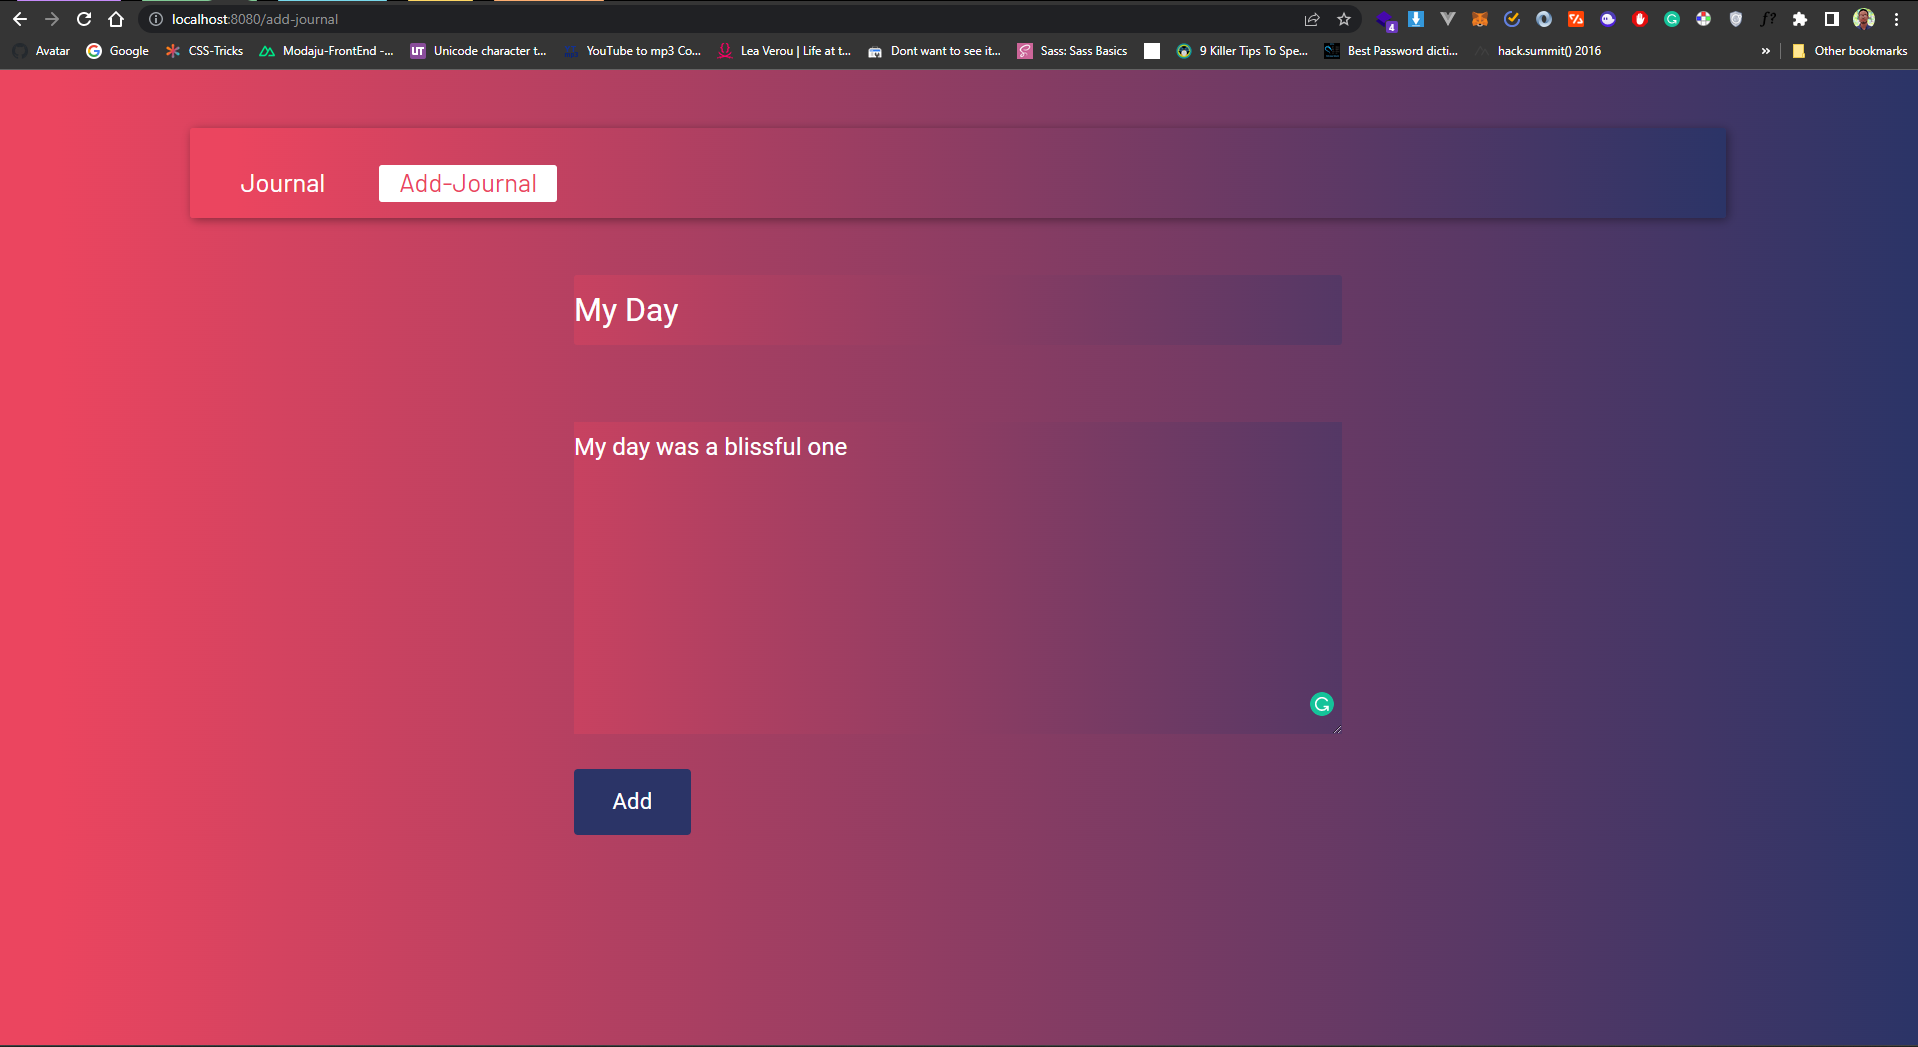 localhost:8080/add-journal
4
f?
Avatar
Google
CSS-Tricks
Modaju-FrontEnd -...
UT
Unicode character t...
YouTube to mp3 Co...
Lea Verou | Life at t...
Dont want to see it...
Sass: Sass Basics
9 Killer Tips To Spe...
Best Password dicti...
hack.summit() 2016
»
Other bookmarks
Journal
Add-Journal
My Day
My day was a blissful one
Add